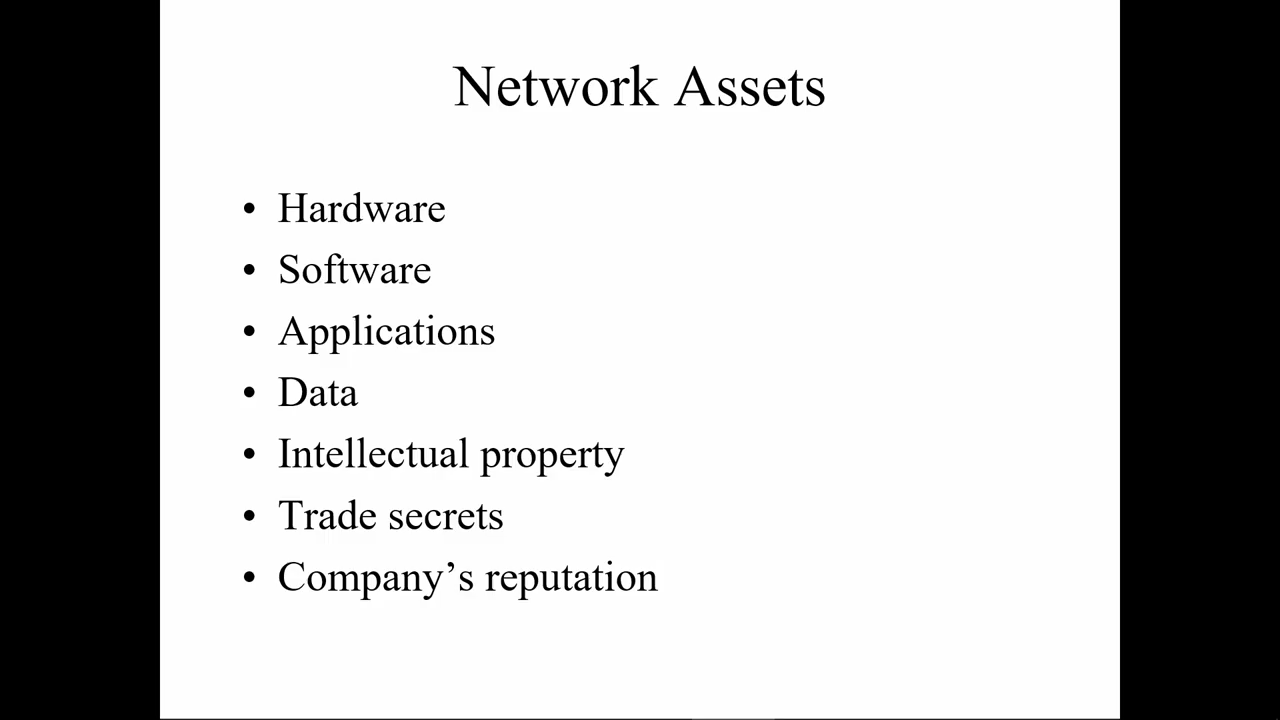 Network Assets
• Hardware
• Software
• Applications
• Data
• Intellectual property
• Trade secrets
• Company’s reputation